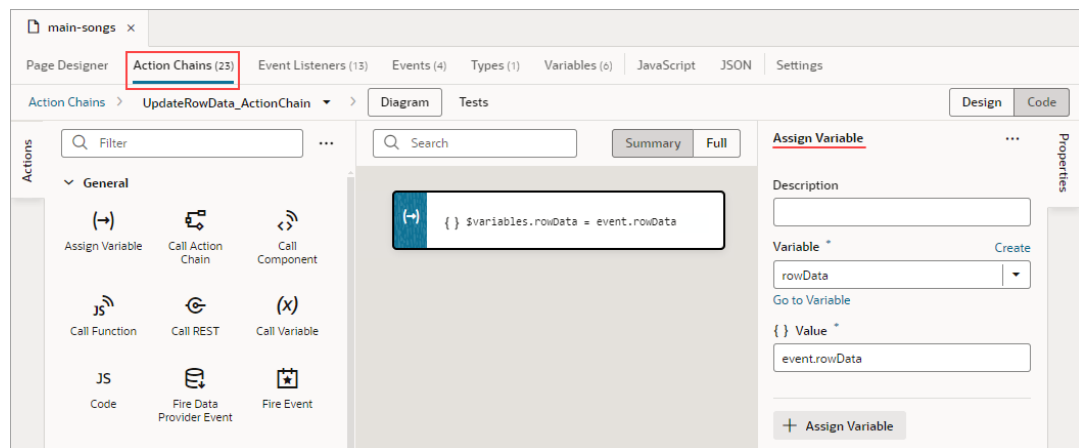 main-songs ×
Page Designer Action Chains (23) Event Listeners (13) Events (4) Types (1) Variables (6) JavaScript JSON Settings
Action Chains > UpdateRowData_ActionChain > Diagram Tests Design Code
Actions
Filter ...
General
(→) Assign Variable
Call Action
Chain
Call
Component
JS Call Function
Call REST
(x) Call Variable
JS Code
Fire Data
Provider Event
Fire Event
Search Summary Full
(→) { } $variables.rowData = event.rowData
Assign Variable ...
Description
Variable * Create
rowData
Go to Variable
{ } Value *
event.rowData
+ Assign Variable
Properties